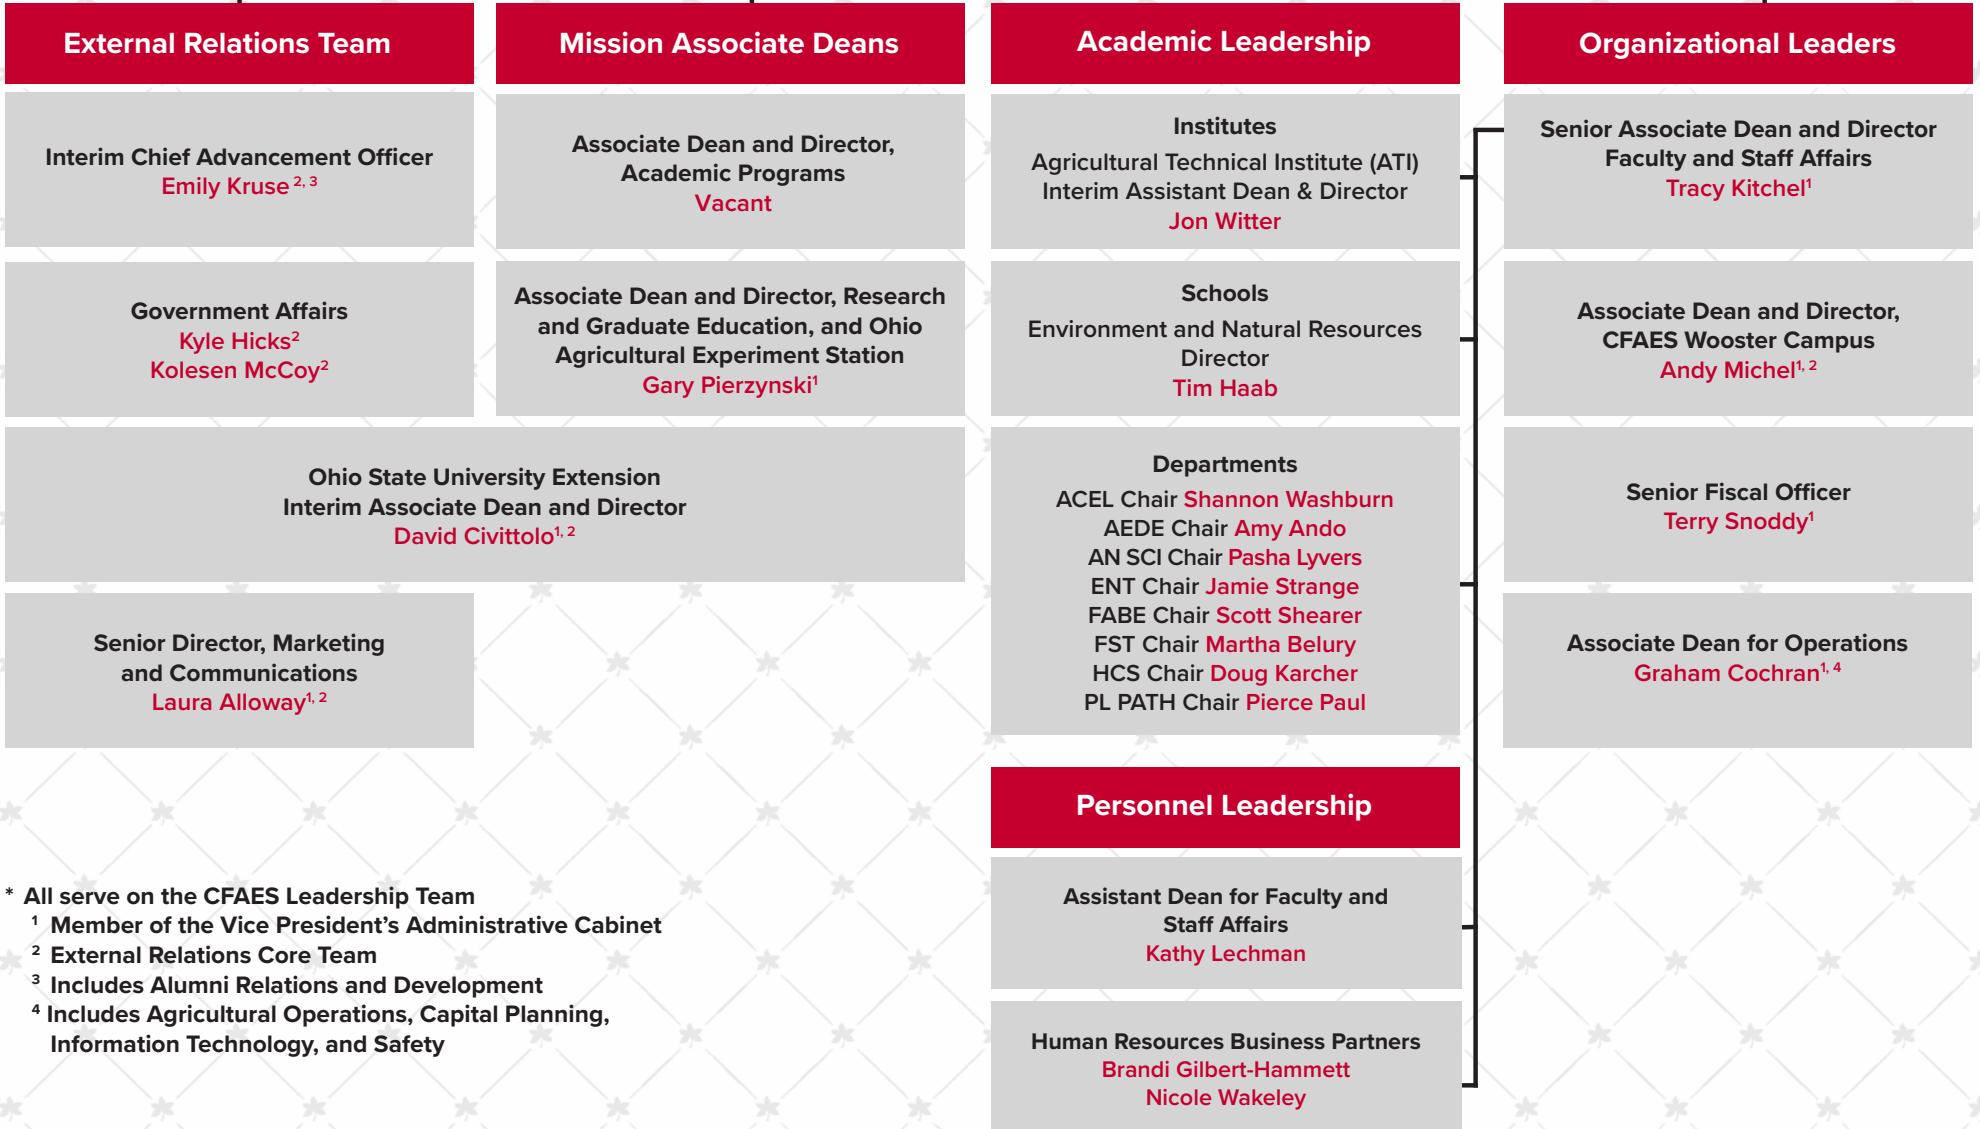 External Relations Team
Interim Chief Advancement Officer
Emily Kruse 2, 3
Government Affairs
Kyle Hicks2
Kolesen McCoy2
Mission Associate Deans
Associate Dean and Director,
Academic Programs
Vacant
Associate Dean and Director, Research
and Graduate Education, and Ohio
Agricultural Experiment Station
Gary Pierzynski1
Ohio State University Extension
Interim Associate Dean and Director
David Civittolo1, 2
Senior Director, Marketing
and Communications
Laura Alloway1, 2
Academic Leadership
Institutes
Agricultural Technical Institute (ATI)
Interim Assistant Dean & Director
Jon Witter
Schools
Environment and Natural Resources
Director
Tim Haab
Departments
ACEL Chair Shannon Washburn
AEDE Chair Amy Ando
AN SCI Chair Pasha Lyvers
ENT Chair Jamie Strange
FABE Chair Scott Shearer
FST Chair Martha Belury
HCS Chair Doug Karcher
PL PATH Chair Pierce Paul
Personnel Leadership
Assistant Dean for Faculty and
Staff Affairs
Kathy Lechman
Human Resources Business Partners
Brandi Gilbert-Hammett
Nicole Wakeley
Organizational Leaders
Senior Associate Dean and Director
Faculty and Staff Affairs
Tracy Kitchel1
Associate Dean and Director,
CFAES Wooster Campus
Andy Michel1, 2
Senior Fiscal Officer
Terry Snoddy1
Associate Dean for Operations
Graham Cochran1, 4
* All serve on the CFAES Leadership Team
1 Member of the Vice President's Administrative Cabinet
2 External Relations Core Team
3 Includes Alumni Relations and Development
4 Includes Agricultural Operations, Capital Planning,
Information Technology, and Safety